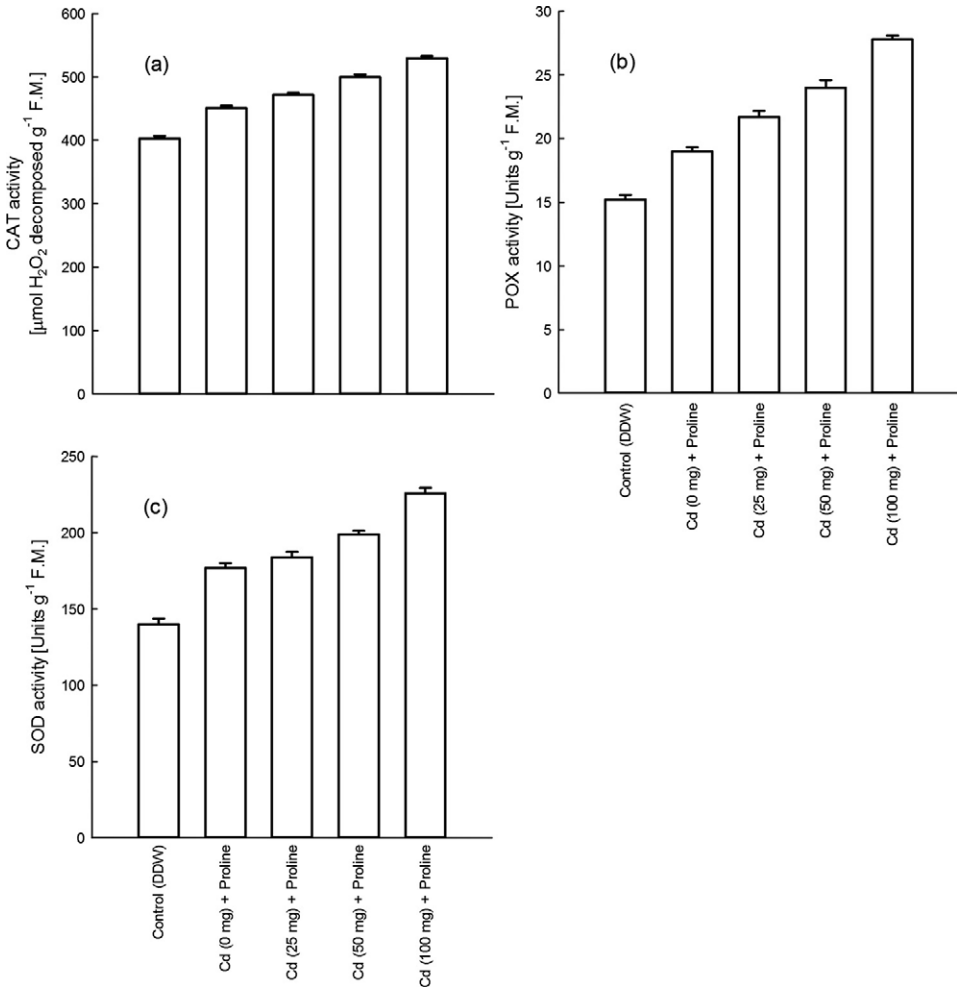 (a)
CAT activity
[μmol H₂O₂ decomposed g⁻¹ F.M.]
600
500
400
300
200
100
0
(b)
POX activity [Units g⁻¹ F.M.]
30
25
20
15
10
5
0
Control (DDW)
Cd (0 mg) + Proline
Cd (25 mg) + Proline
Cd (50 mg) + Proline
Cd (100 mg) + Proline
(c)
SOD activity [Units g⁻¹ F.M.]
250
200
150
100
50
0
Control (DDW)
Cd (0 mg) + Proline
Cd (25 mg) + Proline
Cd (50 mg) + Proline
Cd (100 mg) + Proline